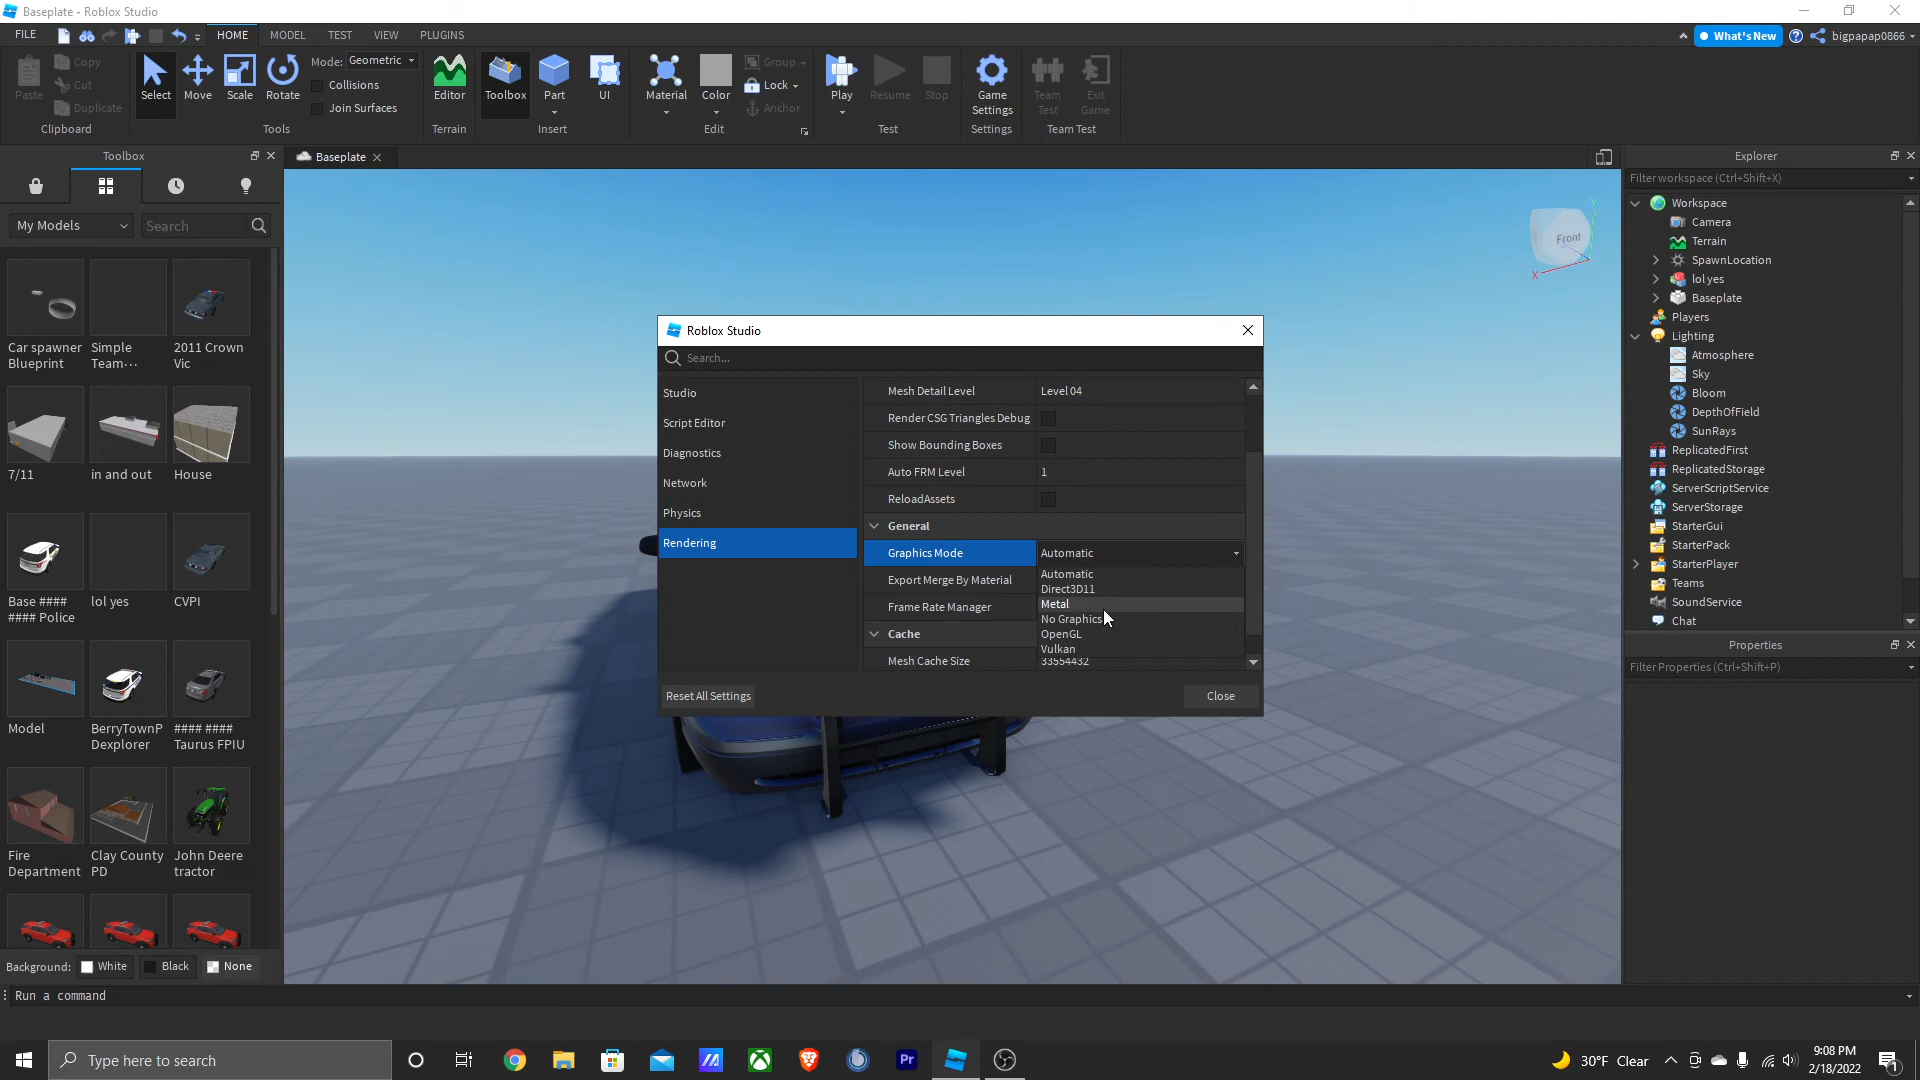 Baseplate - Roblox Studio
FILE
HOME
MODEL
TEST
VIEW
PLUGINS
What's New
bigpapap0866
Paste
Copy
Cut
Duplicate
Clipboard
Select
Move
Scale
Rotate
Mode: Geometric
Collisions
Join Surfaces
Tools
Editor
Terrain
Toolbox
Part
UI
Insert
Material
Color
Group
Lock
Anchor
Edit
Play
Resume
Stop
Test
Game Settings
Settings
Team Test
Exit Game
Team Test
Toolbox
Baseplate
My Models
Search
Car spawner Blueprint
Simple Team…
2011 Crown Vic
7/11
in and out
House
Base #### #### Police
lol yes
CVPI
Model
BerryTownP Dexplorer
#### #### Taurus FPIU
Fire Department
Clay County PD
John Deere tractor
Background:
White
Black
None
Run a command
Front
X
Y
Roblox Studio
Search...
Studio
Script Editor
Diagnostics
Network
Physics
Rendering
Mesh Detail Level
Level 04
Render CSG Triangles Debug
Show Bounding Boxes
Auto FRM Level
1
ReloadAssets
General
Graphics Mode
Automatic
Export Merge By Material
Frame Rate Manager
Automatic
Direct3D11
Metal
No Graphics
OpenGL
Vulkan
Cache
Mesh Cache Size
33554432
Reset All Settings
Close
Explorer
Filter workspace (Ctrl+Shift+X)
Workspace
Camera
Terrain
SpawnLocation
lol yes
Baseplate
Players
Lighting
Atmosphere
Sky
Bloom
DepthOfField
SunRays
ReplicatedFirst
ReplicatedStorage
ServerScriptService
ServerStorage
StarterGui
StarterPack
StarterPlayer
Teams
SoundService
Chat
Properties
Filter Properties (Ctrl+Shift+P)
Type here to search
Pr
30°F Clear
9:08 PM
2/18/2022
1